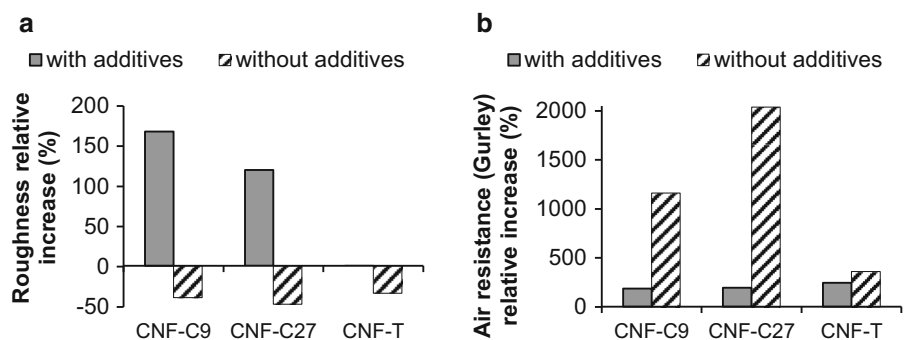 a
with additives without additives
Roughness relative
increase (%)
200
150
100
50
0
-50
CNF-C9 CNF-C27 CNF-T
b
with additives without additives
Air resistance (Gurley)
relative increase (%)
2000
1500
1000
500
0
CNF-C9 CNF-C27 CNF-T